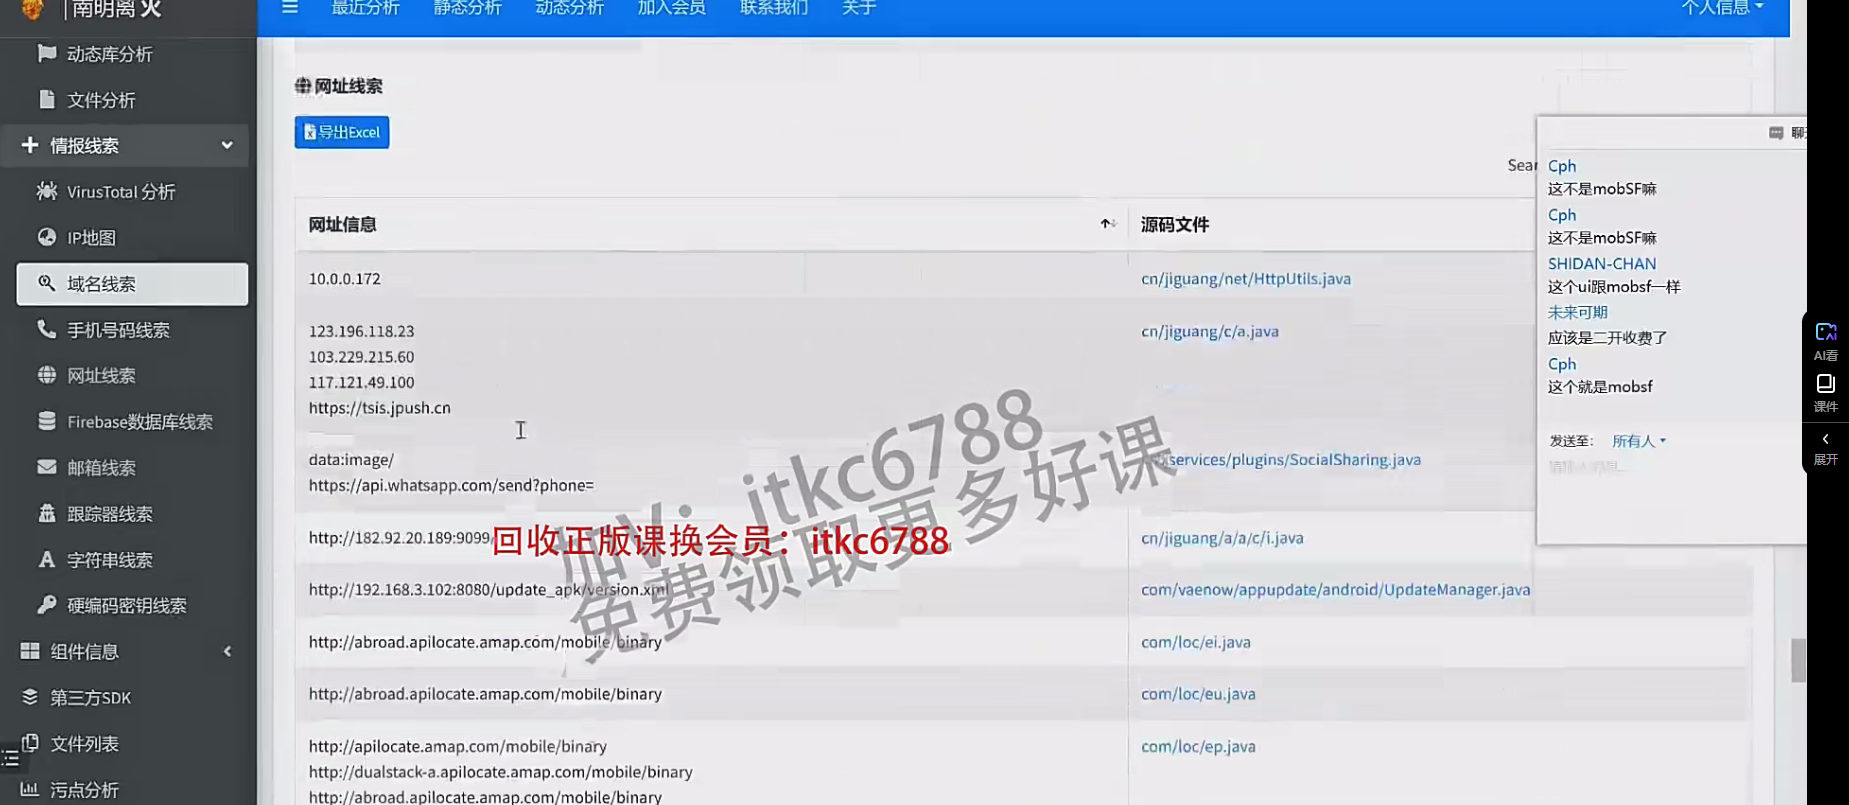 |南明离火
最近分析
静态分析
动态分析
加入会员
联系我们
关于
个人信息
动态库分析
文件分析
情报线索
VirusTotal 分析
IP地图
域名线索
手机号码线索
网址线索
Firebase数据库线索
邮箱线索
跟踪器线索
字符串线索
硬编码密钥线索
组件信息
第三方SDK
文件列表
污点分析
网址线索
导出Excel
Sear
网址信息
源码文件
10.0.0.172
cn/jiguang/net/HttpUtils.java
123.196.118.23
cn/jiguang/c/a.java
103.229.215.60
117.121.49.100
https://tsis.jpush.cn
data:image/
services/plugins/SocialSharing.java
https://api.whatsapp.com/send?phone=
http://182.92.20.189:9099
cn/jiguang/a/a/c/i.java
http://192.168.3.102:8080/update_apk/version.xml
com/vaenow/appupdate/android/UpdateManager.java
http://abroad.apilocate.amap.com/mobile/binary
com/loc/ei.java
http://abroad.apilocate.amap.com/mobile/binary
com/loc/eu.java
http://apilocate.amap.com/mobile/binary
com/loc/ep.java
http://dualstack-a.apilocate.amap.com/mobile/binary
http://abroad.apilocate.amap.com/mobile/binary
加V：itkc6788
免费领取更多好课
回收正版课换会员：itkc6788
Cph
这不是mobSF嘛
Cph
这不是mobSF嘛
SHIDAN-CHAN
这个ui跟mobsf一样
未来可期
应该是二开收费了
Cph
这个就是mobsf
发送至：
所有人
AI看
课件
展开